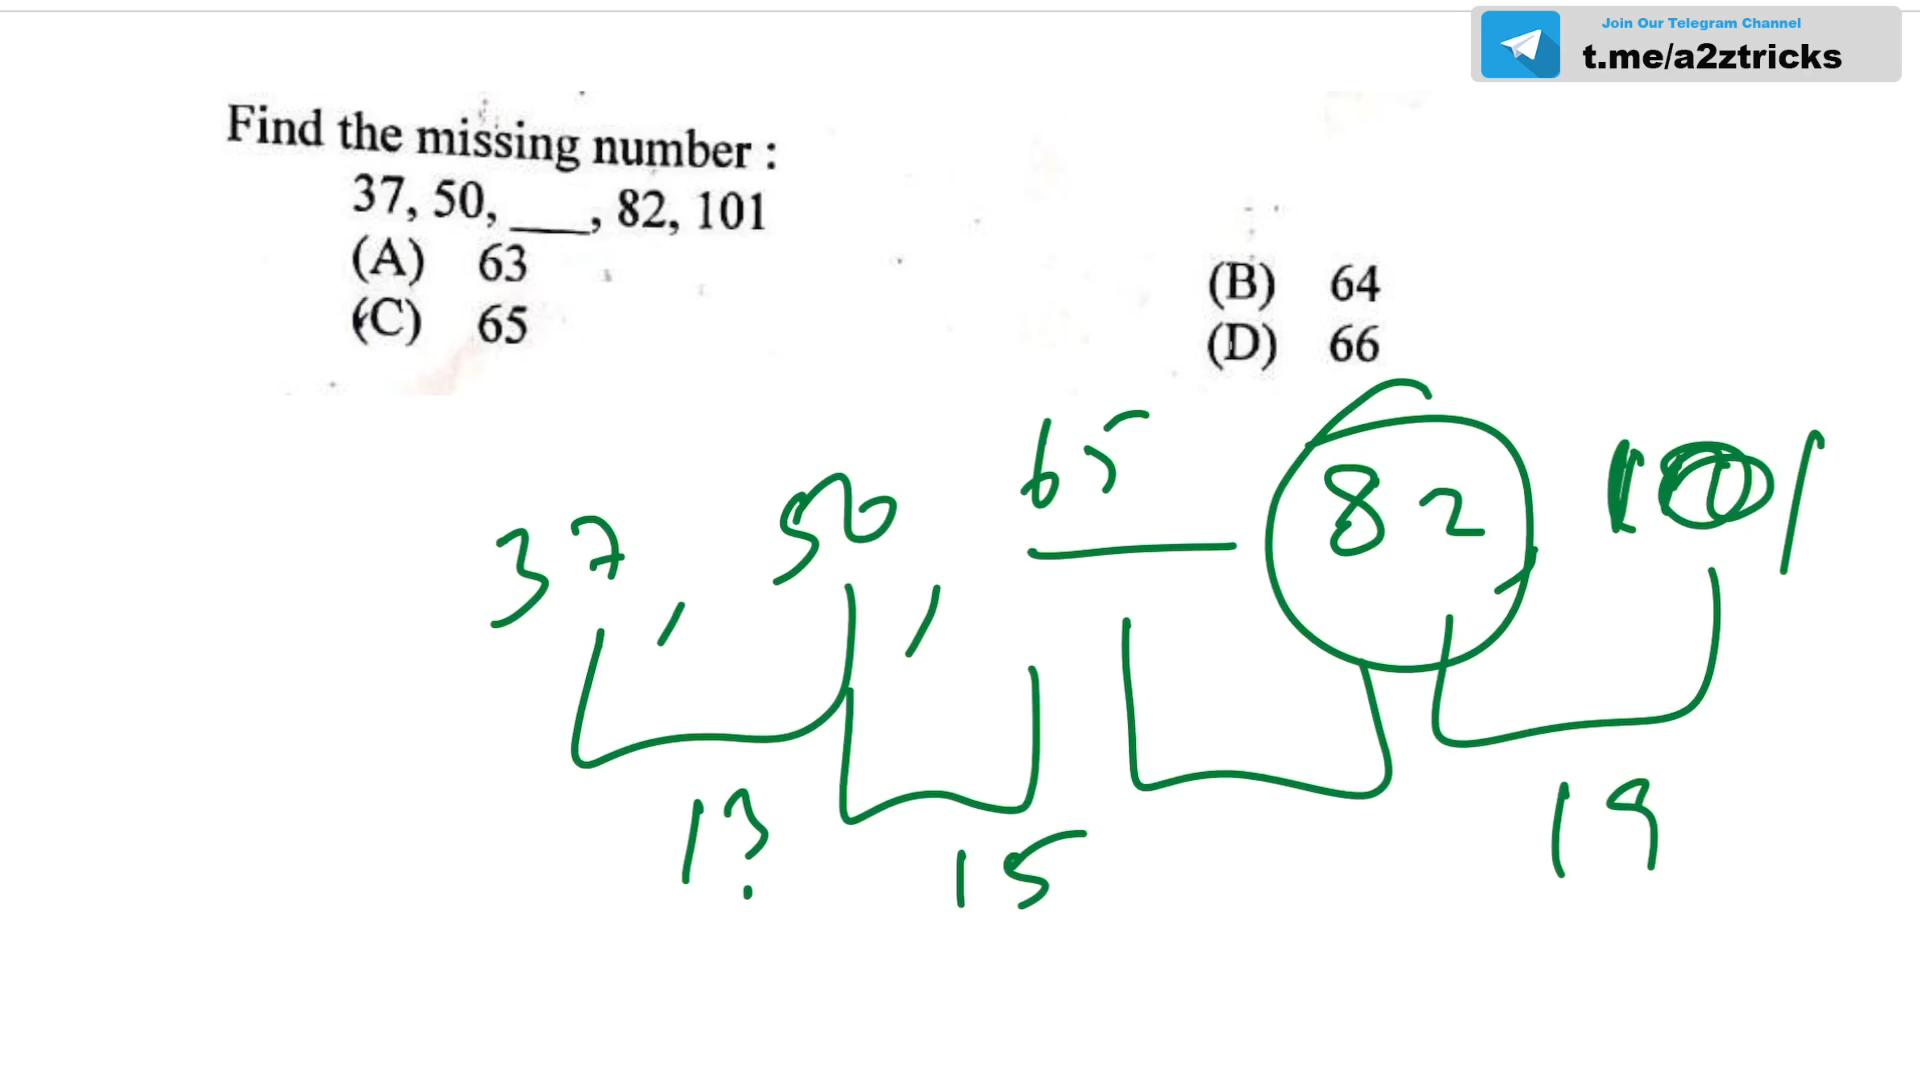 Join Our Telegram Channel
t.me/a2ztricks
Find the missing number :
37, 50, ___, 82, 101
(A) 63
(B) 64
(C) 65
(D) 66
37, 50, 65 82 101
13 15 19